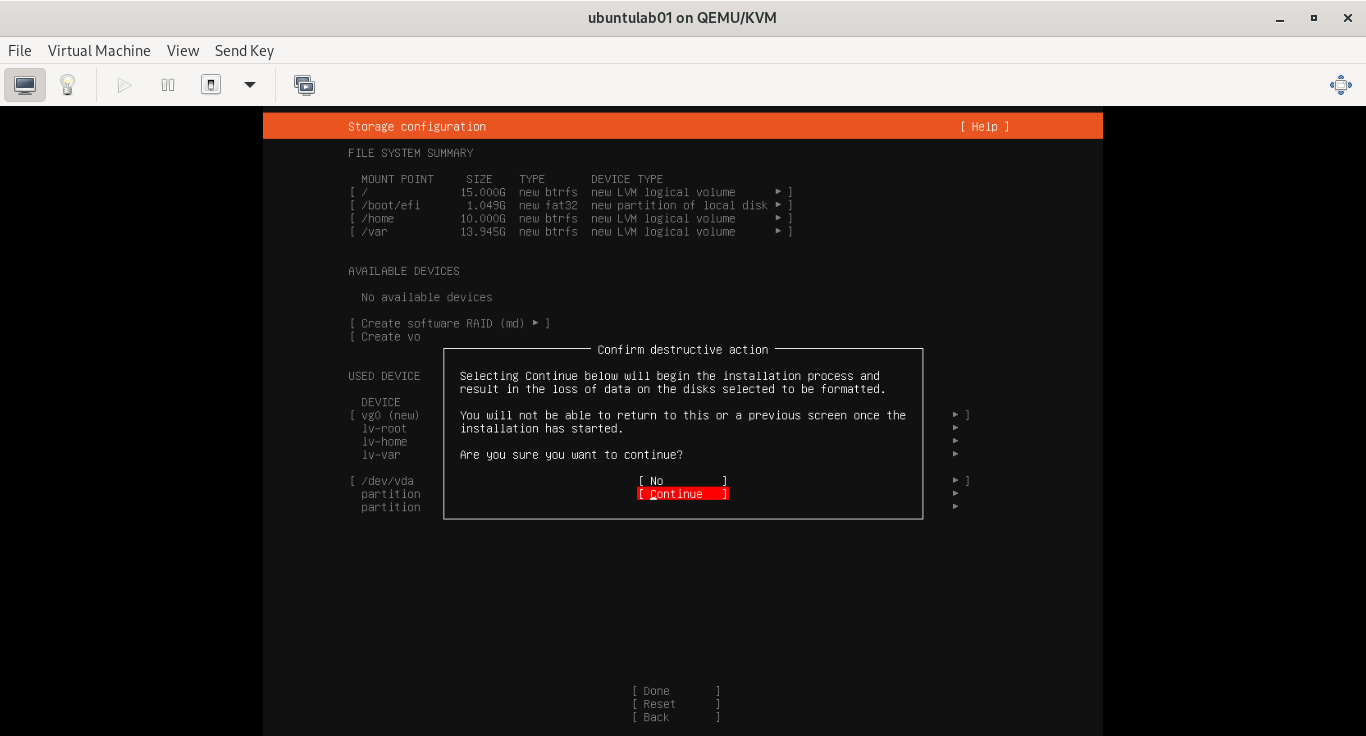 ubuntulab01 on QEMU/KVM
File Virtual Machine View Send Key
Storage configuration [ Help ]
FILE SYSTEM SUMMARY
MOUNT POINT SIZE TYPE DEVICE TYPE
[ / 15.000G new btrfs new LVM logical volume ▸ ]
[ /boot/efi 1.049G new fat32 new partition of local disk ▸ ]
[ /home 10.000G new btrfs new LVM logical volume ▸ ]
[ /var 13.945G new btrfs new LVM logical volume ▸ ]
AVAILABLE DEVICES
No available devices
[ Create software RAID (md) ▸ ]
[ Create vo
Confirm destructive action
Selecting Continue below will begin the installation process and
result in the loss of data on the disks selected to be formatted.
You will not be able to return to this or a previous screen once the
installation has started.
Are you sure you want to continue?
[ No ]
[ Continue ]
USED DEVICE
DEVICE
[ vg0 (new) ▸ ]
lv-root ▸
lv-home ▸
lv-var ▸
[ /dev/vda ▸ ]
partition ▸
partition ▸
[ Done ]
[ Reset ]
[ Back ]